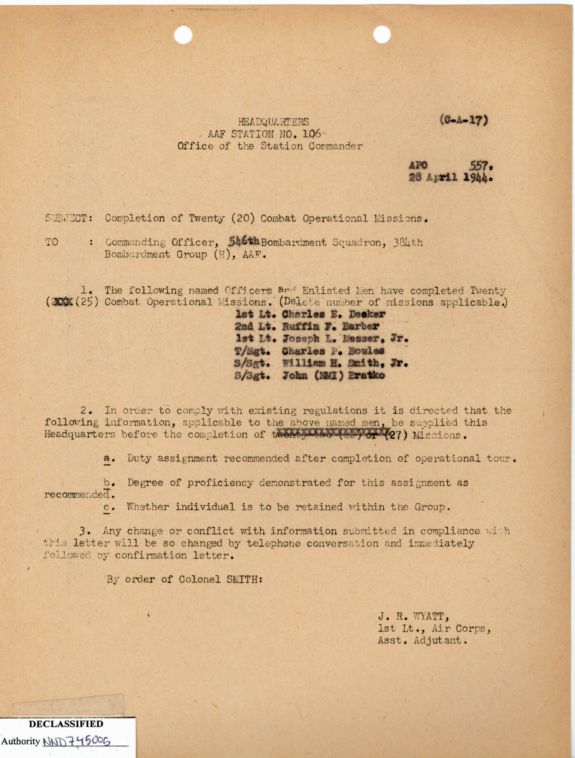 HEADQUARTERS
(C-A-17)
AAF STATION NO. 106
Office of the Station Commander
APO 557.
28 April 1944.
SUBJECT: Completion of Twenty (20) Combat Operational Missions.
TO : Commanding Officer, 546th Bombardment Squadron, 384th
Bombardment Group (H), AAF.
1. The following named Officers and Enlisted Men have completed Twenty
(25) Combat Operational Missions. (Delete number of missions applicable.)
1st Lt. Charles E. Decker
2nd Lt. Ruffin F. Barber
1st Lt. Joseph L. Messer, Jr.
T/Sgt. Charles F. Bowles
S/Sgt. William H. Smith, Jr.
S/Sgt. John (NMI) Bratko
2. In order to comply with existing regulations it is directed that the
following information, applicable to the above named men, be supplied this
Headquarters before the completion of twenty-two or (27) Missions.
a. Duty assignment recommended after completion of operational tour.
b. Degree of proficiency demonstrated for this assignment as
recommended.
c. Whether individual is to be retained within the Group.
3. Any change or conflict with information submitted in compliance with
this letter will be so changed by telephone conversation and immediately
followed by confirmation letter.
By order of Colonel SMITH:
J. R. WYATT,
1st Lt., Air Corps,
Asst. Adjutant.
DECLASSIFIED
Authority NND 745005